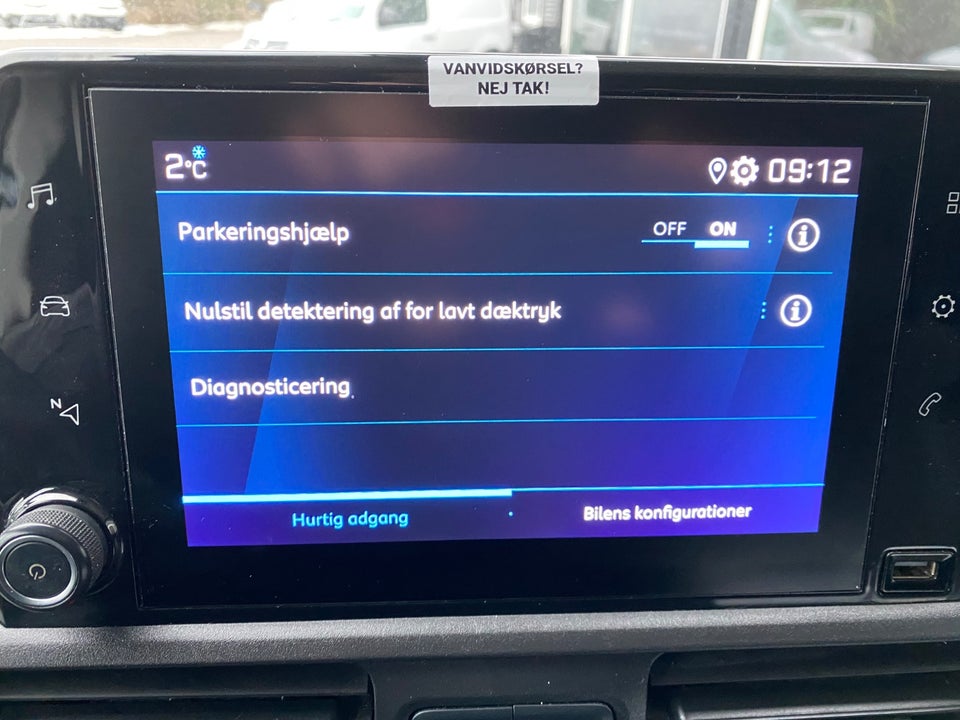 VANVIDSKØRSEL?
NEJ TAK!
2°C
09:12
Parkeringshjælp OFF ON
Nulstil detektering af for lavt dæktryk
Diagnosticering
N
Hurtig adgang
Bilens konfigurationer